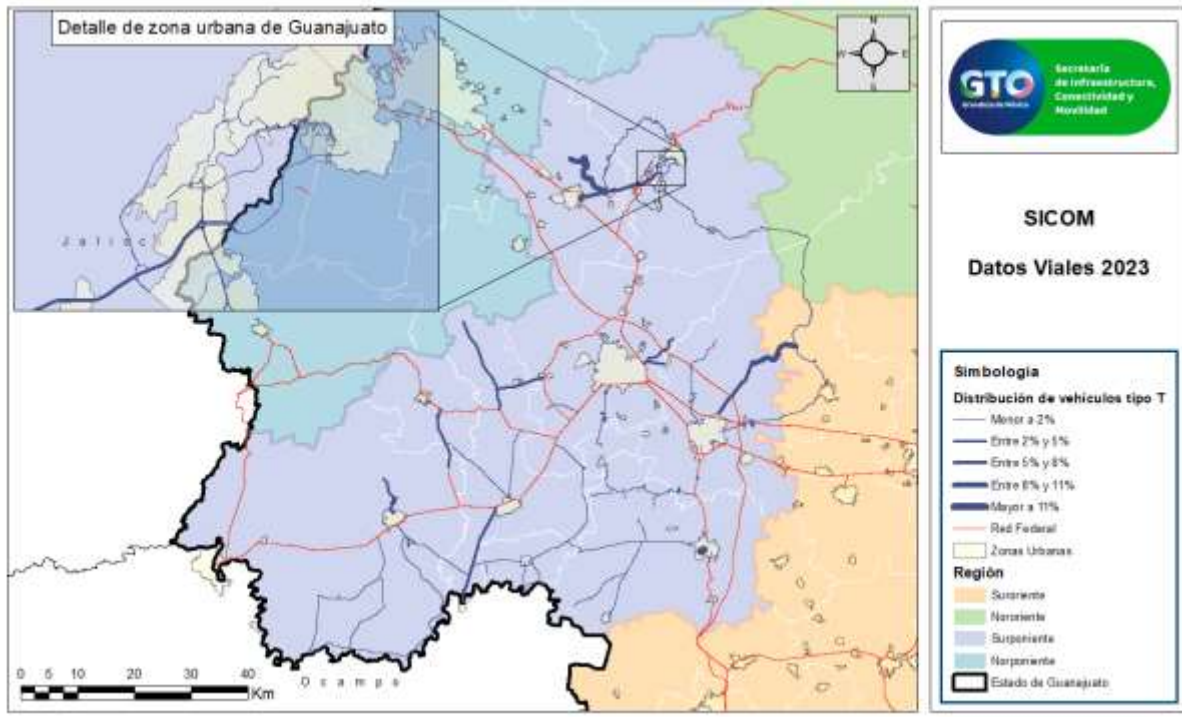 Detalle de zona urbana de Guanajuato
N
W
E
S
Jalisc
Ocampo
0 5 10 20 30 40
Km
GTO
Secretaría
de Infraestructura,
Conectividad y
Movilidad
SICOM
Datos Viales 2023
Simbologia
Distribución de vehículos tipo T
Menor a 2%
Entre 2% y 5%
Entre 5% y 8%
Entre 8% y 11%
Mayor a 11%
Red Federal
Zonas Urbanas
Región
Suroriente
Nororiente
Surponiente
Norponiente
Estado de Guanajuato